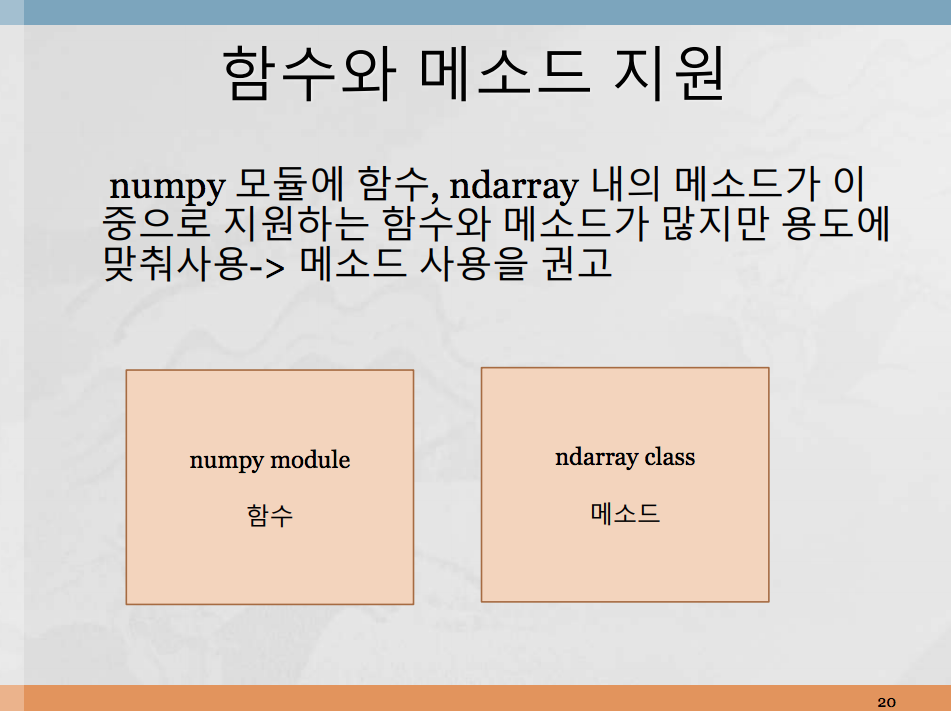 함수와 메소드 지원
numpy 모듈에 함수, ndarray 내의 메소드가 이
중으로 지원하는 함수와 메소드가 많지만 용도에
맞춰사용-> 메소드 사용을 권고
numpy module
함수
ndarray class
메소드
20